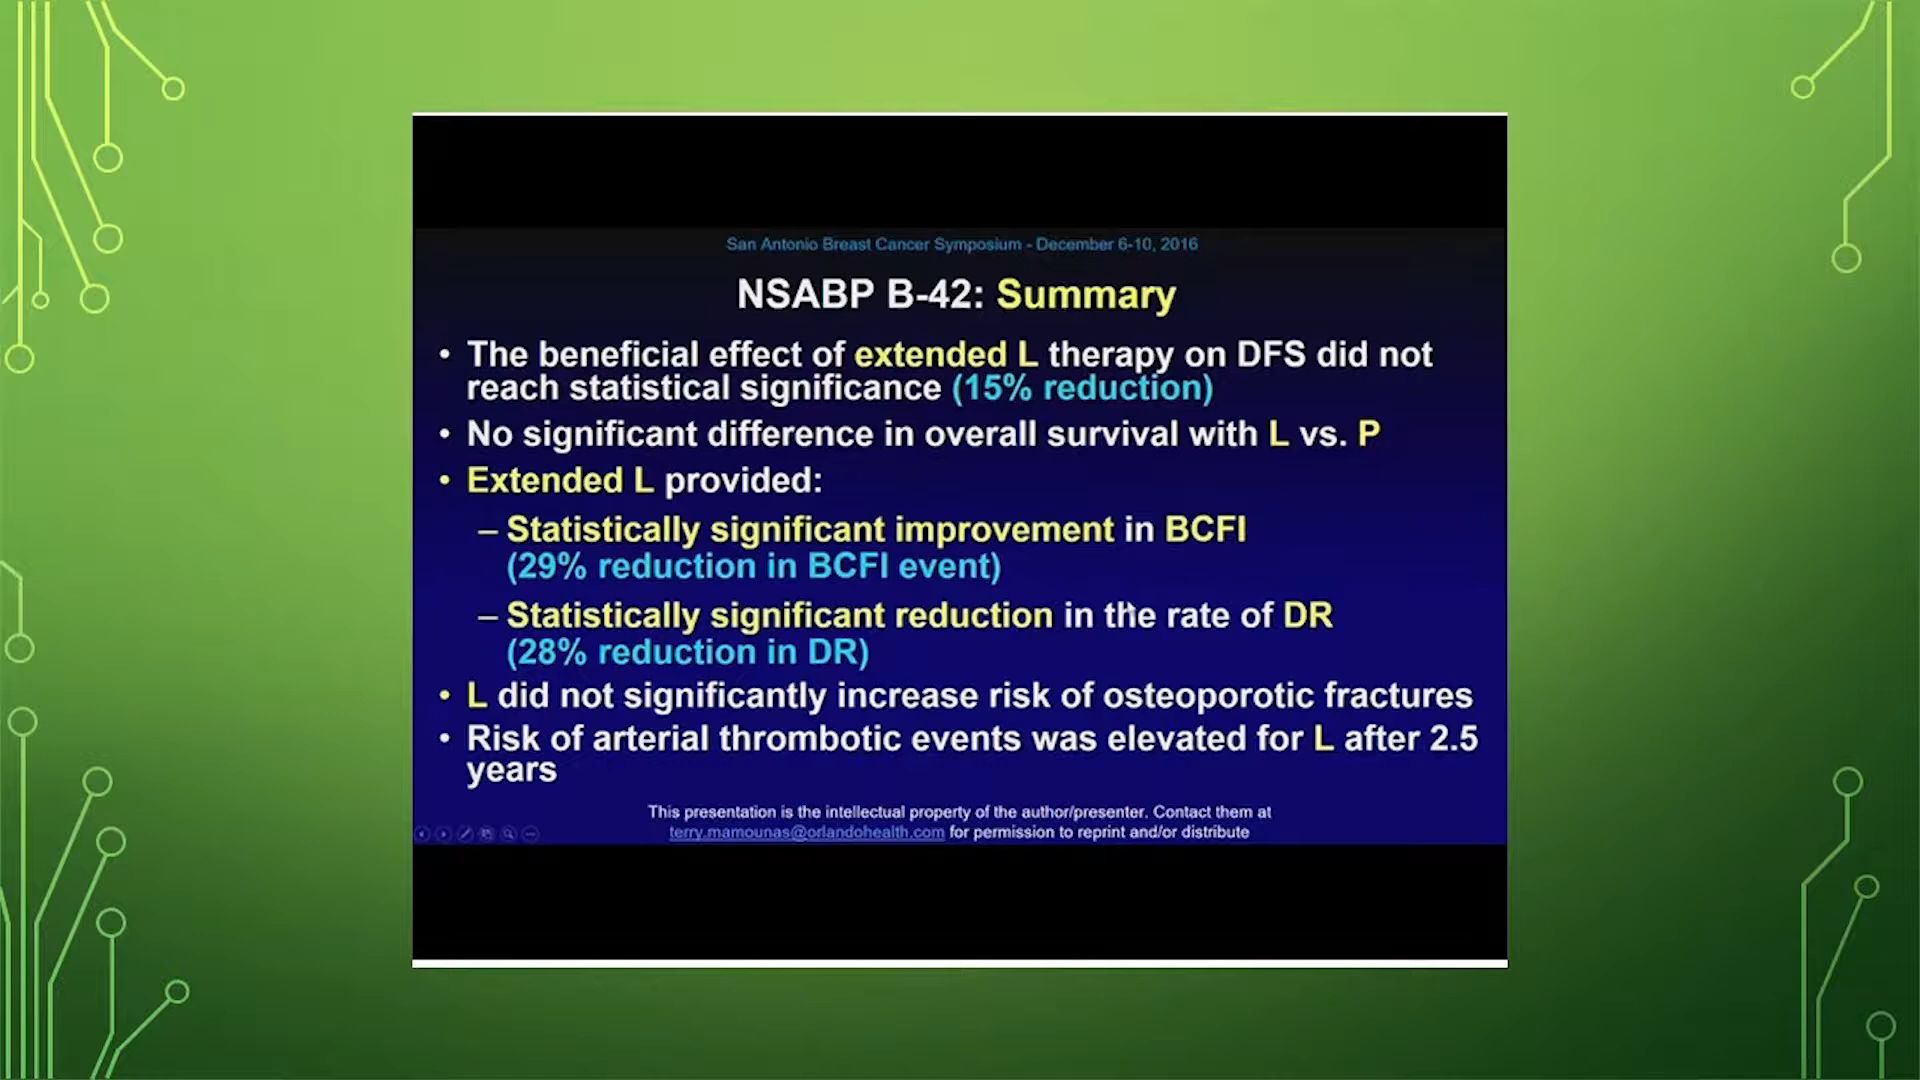 San Antonio Breast Cancer Symposium - December 6-10, 2016
NSABP B-42: Summary
• The beneficial effect of extended L therapy on DFS did not
reach statistical significance (15% reduction)
• No significant difference in overall survival with L vs. P
• Extended L provided:
– Statistically significant improvement in BCFI
(29% reduction in BCFI event)
– Statistically significant reduction in the rate of DR
(28% reduction in DR)
• L did not significantly increase risk of osteoporotic fractures
• Risk of arterial thrombotic events was elevated for L after 2.5
years
This presentation is the intellectual property of the author/presenter. Contact them at
terry.mamounas@orlandohealth.com for permission to reprint and/or distribute